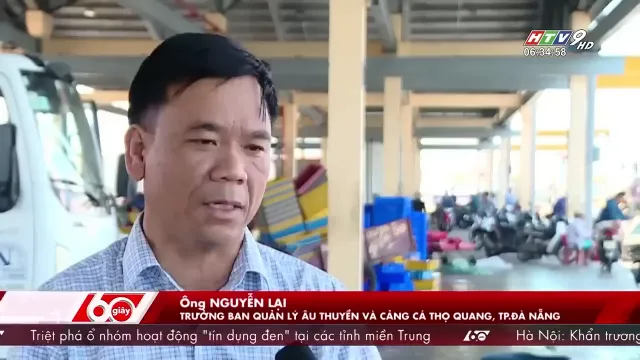 HTV9 HD
06:34:58
Ông NGUYỄN LẠI
TRƯỞNG BAN QUẢN LÝ ÂU THUYỀN VÀ CẢNG CÁ THỌ QUANG, TP.ĐÀ NẴNG
60 giây
Triệt phá ổ nhóm hoạt động "tín dụng đen" tại các tỉnh miền Trung
60
Hà Nội: Khẩn trương